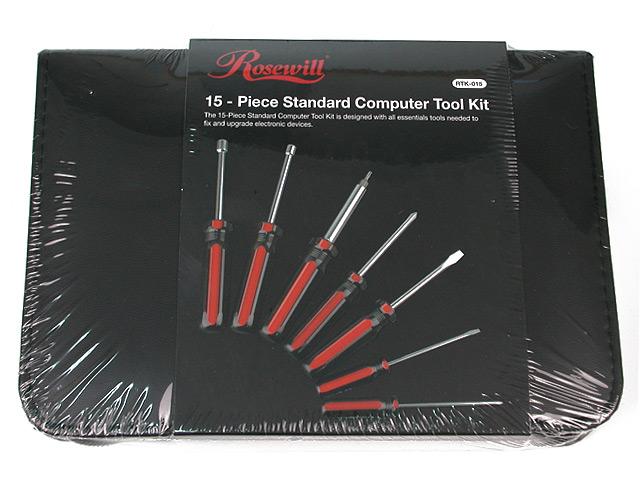 Rosewill
RTK-015
15 - Piece Standard Computer Tool Kit
The 15-Piece Standard Computer Tool Kit is designed with all essentials tools needed to
fix and upgrade electronic devices.